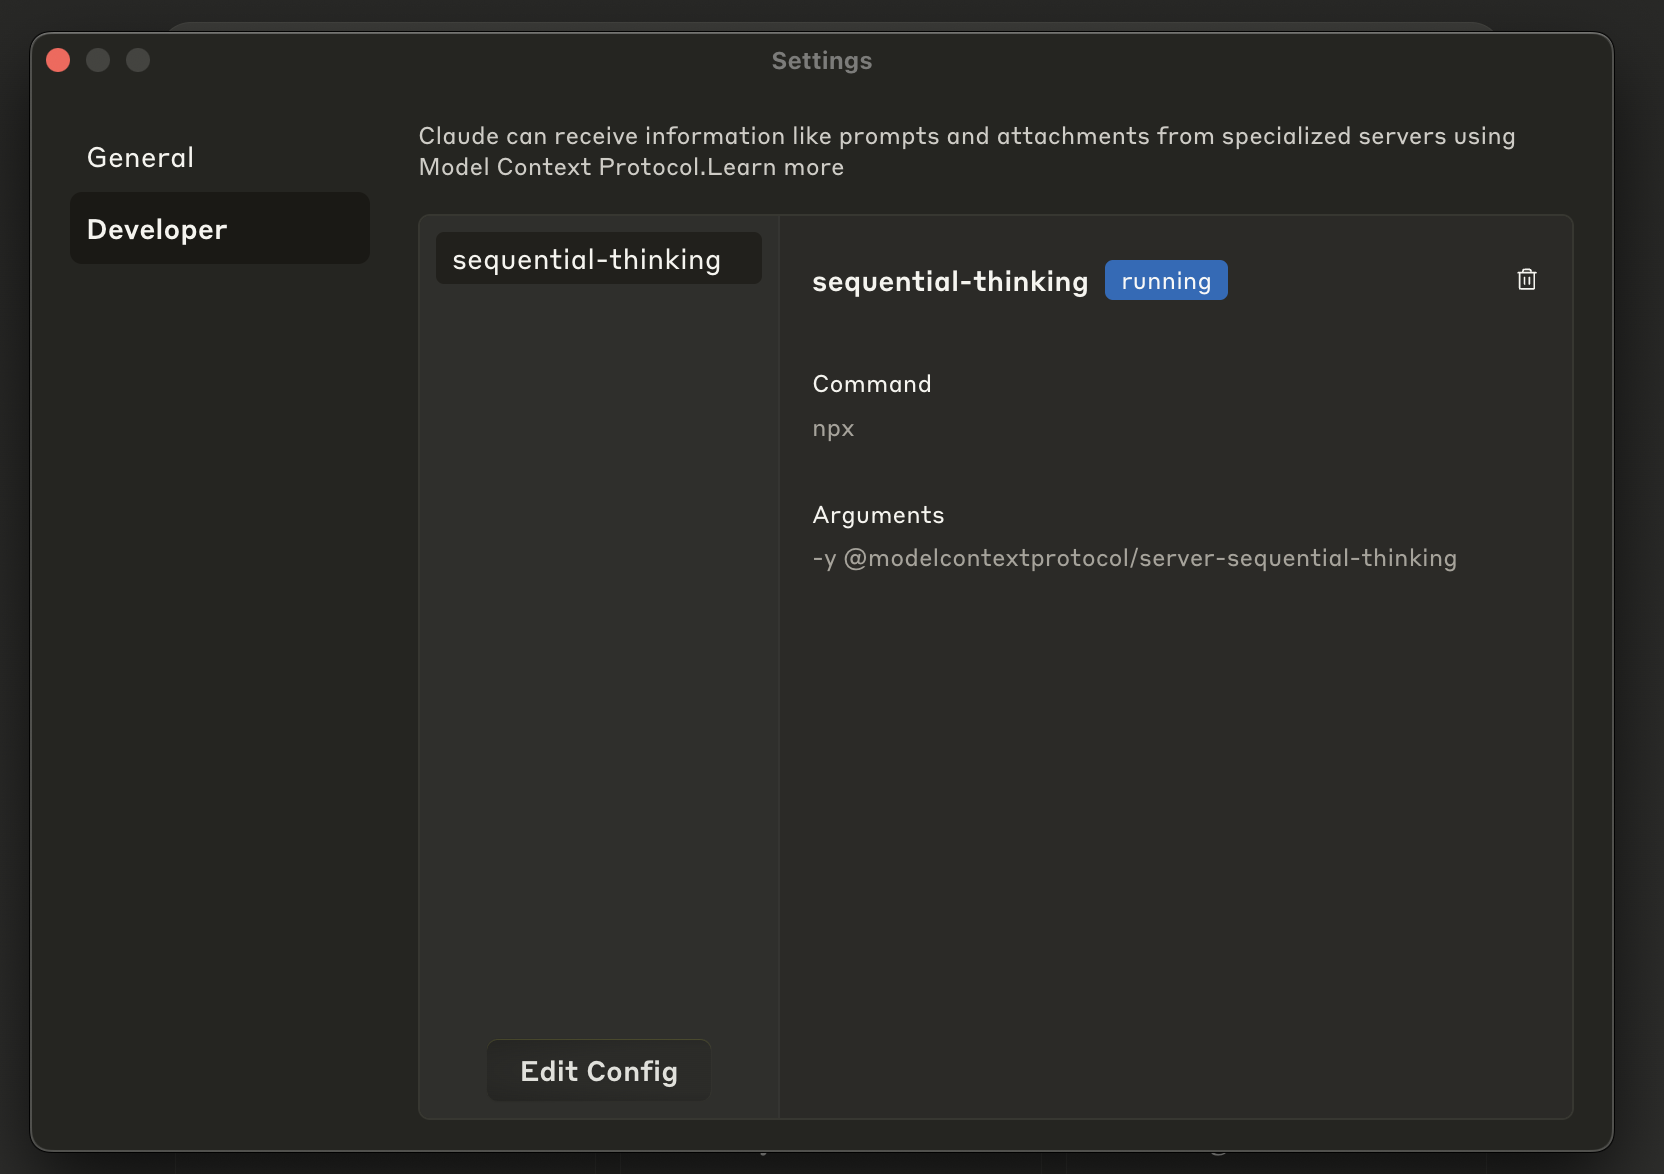 Settings
General
Developer
Claude can receive information like prompts and attachments from specialized servers using
Model Context Protocol.Learn more
sequential-thinking
Edit Config
sequential-thinking running
Command
npx
Arguments
-y @modelcontextprotocol/server-sequential-thinking